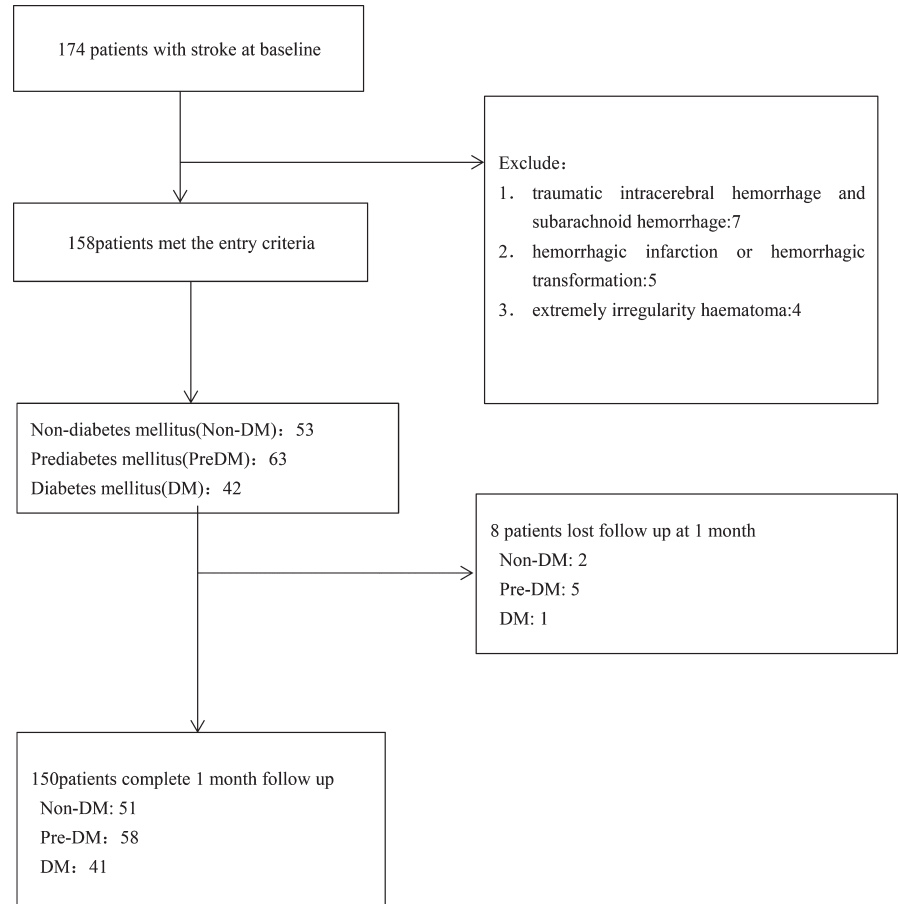 174 patients with stroke at baseline
Exclude：
1． traumatic intracerebral hemorrhage and
subarachnoid hemorrhage:7
2． hemorrhagic infarction or hemorrhagic
transformation:5
3． extremely irregularity haematoma:4
158patients met the entry criteria
Non-diabetes mellitus(Non-DM)：53
Prediabetes mellitus(PreDM)：63
Diabetes mellitus(DM)：42
8 patients lost follow up at 1 month
Non-DM: 2
Pre-DM: 5
DM: 1
150patients complete 1 month follow up
Non-DM: 51
Pre-DM：58
DM：41